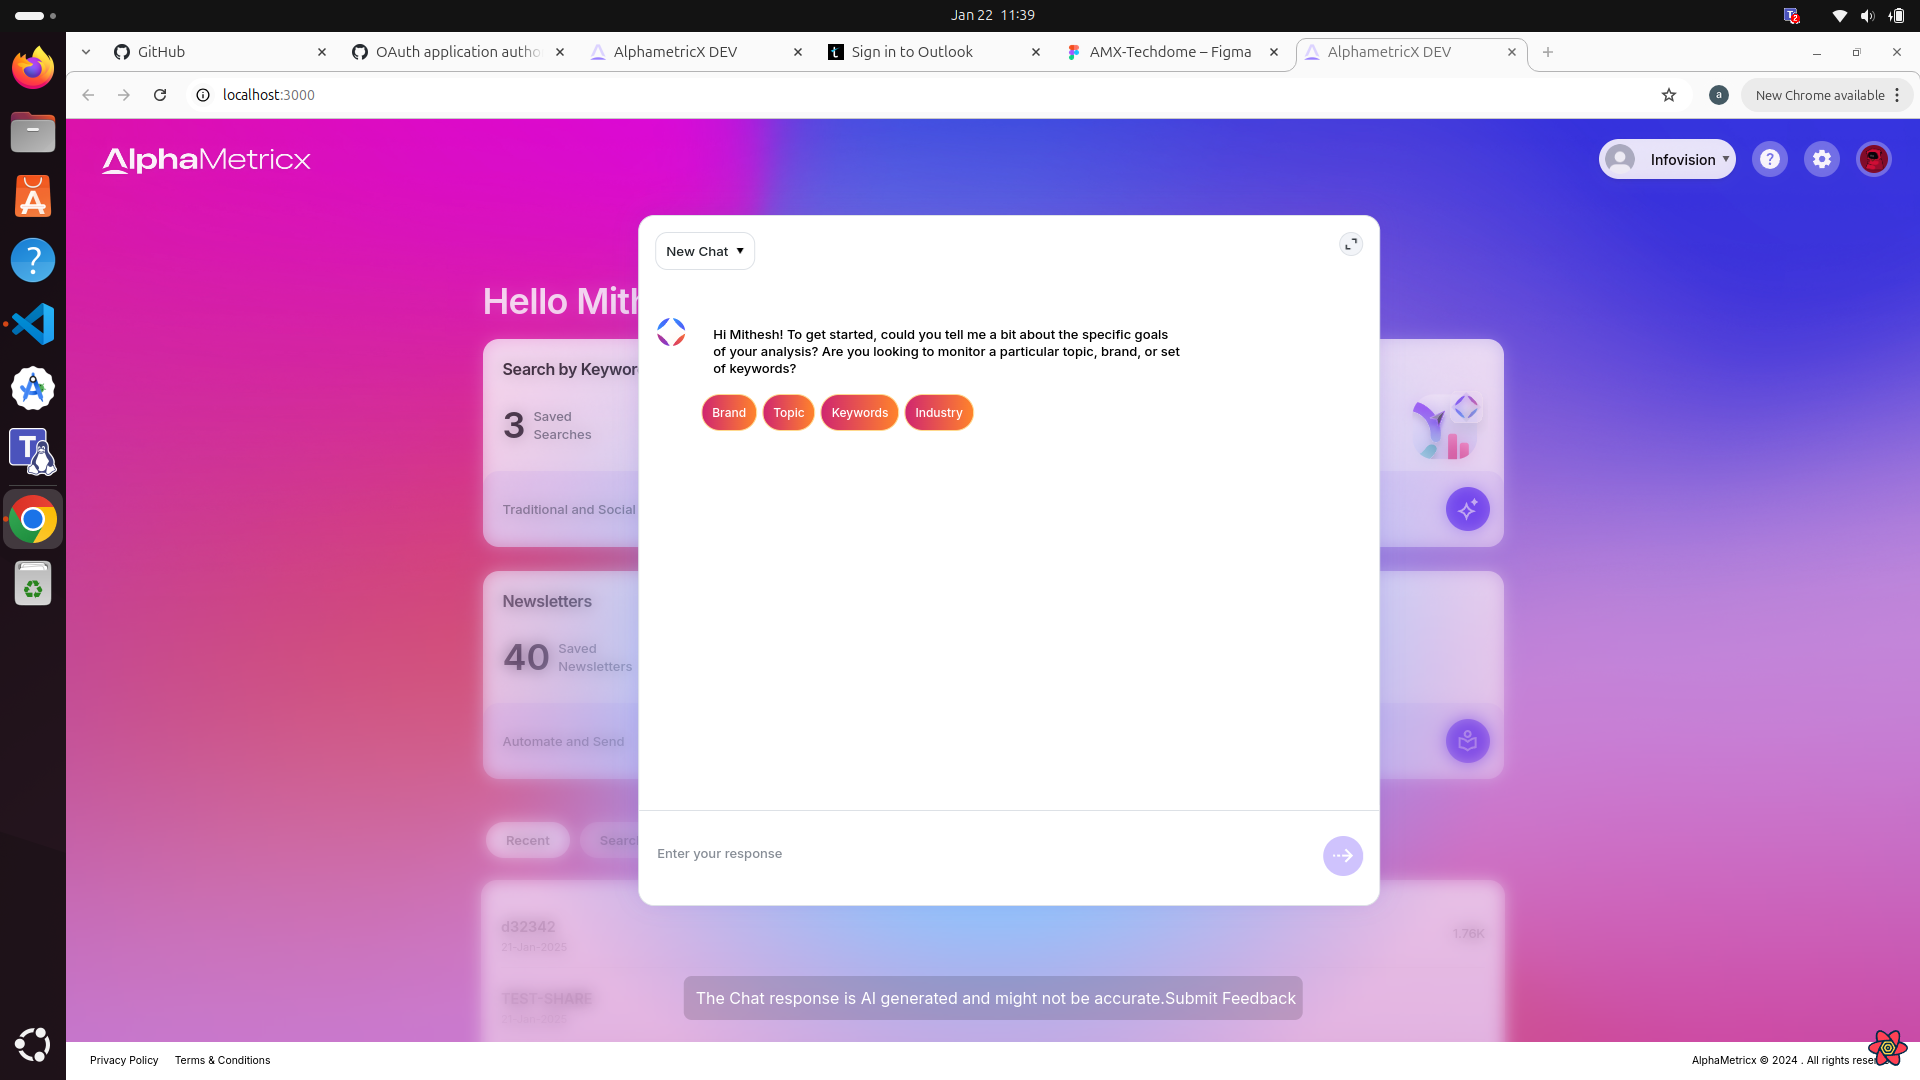 Jan 22 11:39
GitHub
OAuth application autho
AlphametricX DEV
Sign in to Outlook
AMX-Techdome – Figma
AlphametricX DEV
localhost:3000
a
New Chrome available
AlphaMetricx
Infovision
Hello Mith
New Chat
Hi Mithesh! To get started, could you tell me a bit about the specific goals
of your analysis? Are you looking to monitor a particular topic, brand, or set
of keywords?
Brand Topic Keywords Industry
Search by Keywor
3 Saved
Searches
Traditional and Social
Newsletters
40 Saved
Newsletters
Automate and Send
Recent
Searc
Enter your response
d32342
21-Jan-2025
1.76K
TEST-SHARE
The Chat response is AI generated and might not be accurate.Submit Feedback
Privacy Policy Terms & Conditions
AlphaMetricx © 2024 . All rights rese